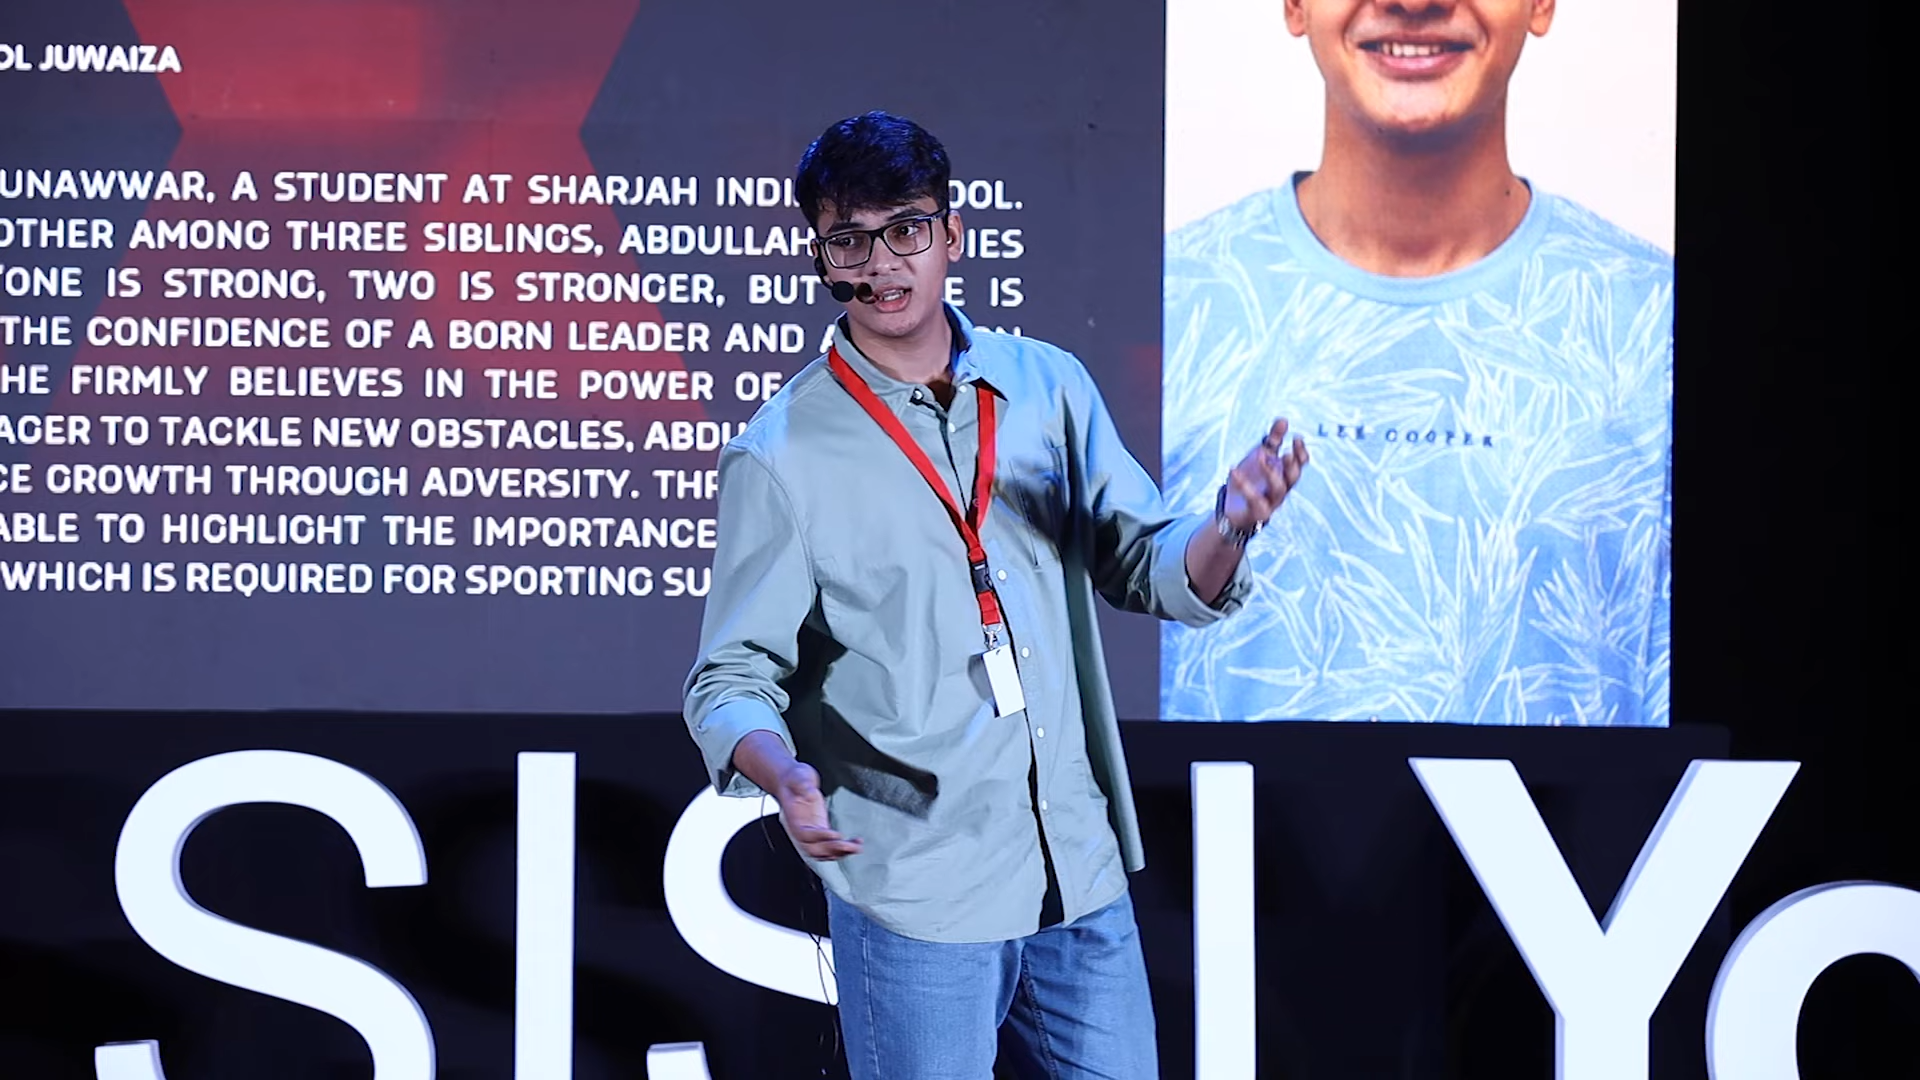 OL JUWAIZA
UNAWWAR, A STUDENT AT SHARJAH INDI OOL.
OTHER AMONG THREE SIBLINGS, ABDULLAH IES
"ONE IS STRONG, TWO IS STRONGER, BUT E IS
THE CONFIDENCE OF A BORN LEADER AND A ON
HE FIRMLY BELIEVES IN THE POWER OF
AGER TO TACKLE NEW OBSTACLES, ABDU
CE GROWTH THROUGH ADVERSITY. THR
ABLE TO HIGHLIGHT THE IMPORTANCE
WHICH IS REQUIRED FOR SPORTING SU
LEE COOPER
SIS Yo